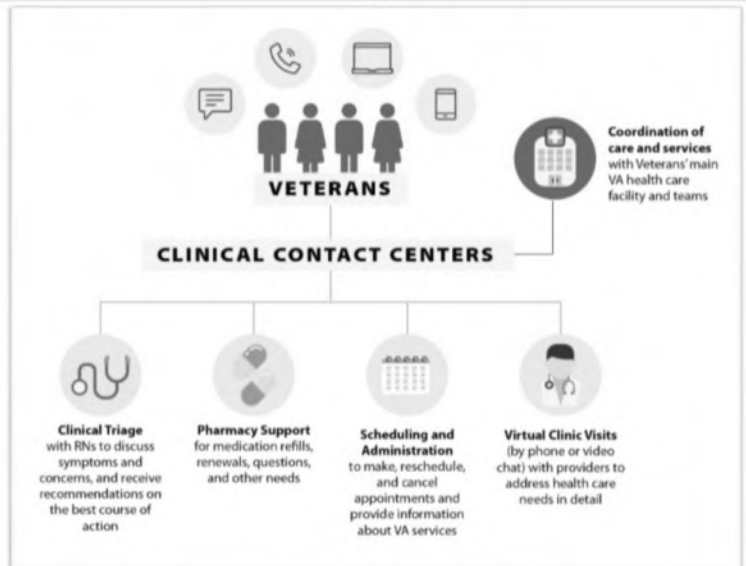 VETERANS
Coordination of
care and services
with Veterans' main
VA health care
facility and teams
CLINICAL CONTACT CENTERS
Clinical Triage
with RNs to discuss
symptoms and
concerns, and receive
recommendations on
the best course of
action
Pharmacy Support
for medication refills,
renewals, questions,
and other needs
Scheduling and
Administration
to make, reschedule,
and cancel
appointments and
provide information
about VA services
Virtual Clinic Visits
(by phone or video
chat) with providers to
address health care
needs in detail